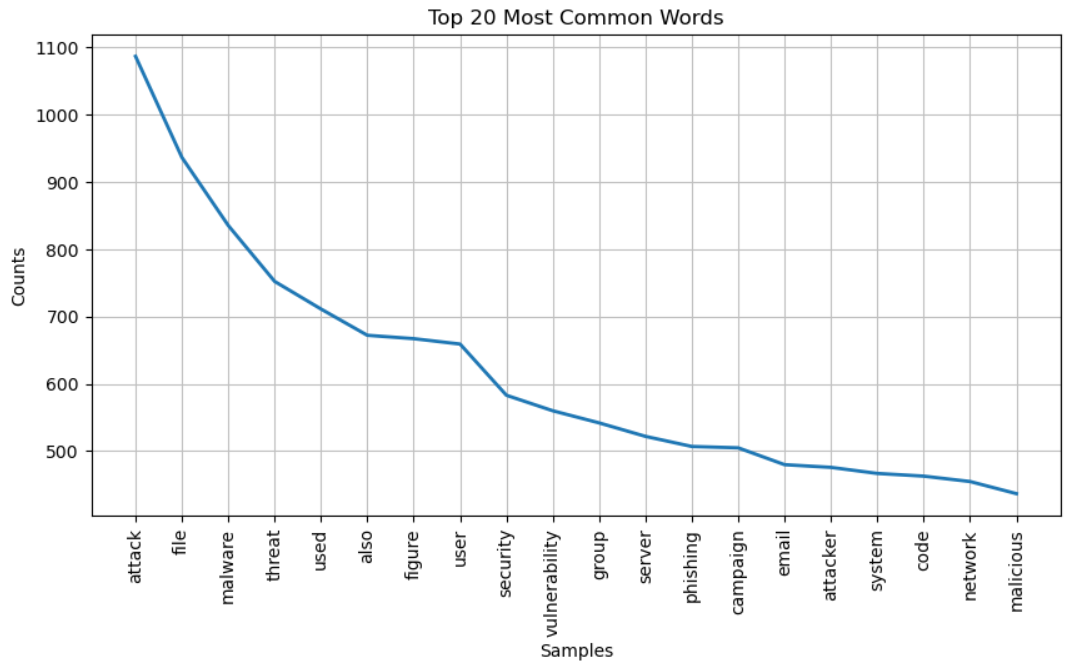 Top 20 Most Common Words
1100
1000
900
800
700
600
500
Counts
attack
file
malware
threat
used
also
figure
user
security
vulnerability
group
server
phishing
campaign
email
attacker
system
code
network
malicious
Samples